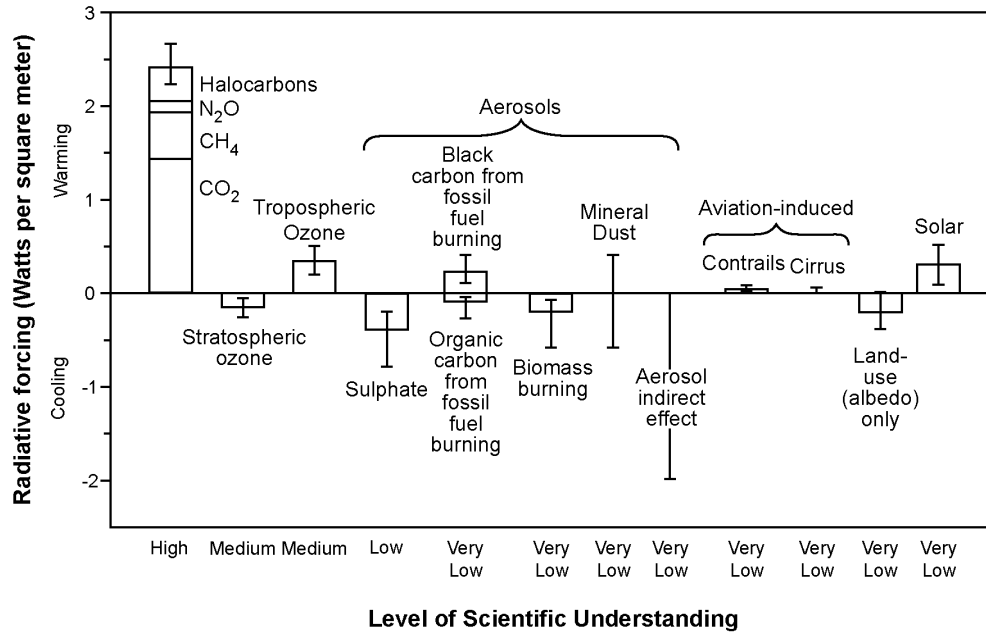 Radiative forcing (Watts per square meter)
Warming
Cooling
3
2
1
0
-1
-2
Halocarbons
N₂O
CH₄
CO₂
Stratospheric
ozone
Tropospheric
Ozone
Aerosols
Sulphate
Black
carbon from
fossil
fuel
burning
Organic
carbon
from
fossil
fuel
burning
Biomass
burning
Mineral
Dust
Aerosol
indirect
effect
Aviation-induced
Contrails
Cirrus
Land-
use
(albedo)
only
Solar
High
Medium
Medium
Low
Very
Low
Very
Low
Very
Low
Very
Low
Very
Low
Very
Low
Very
Low
Very
Low
Level of Scientific Understanding